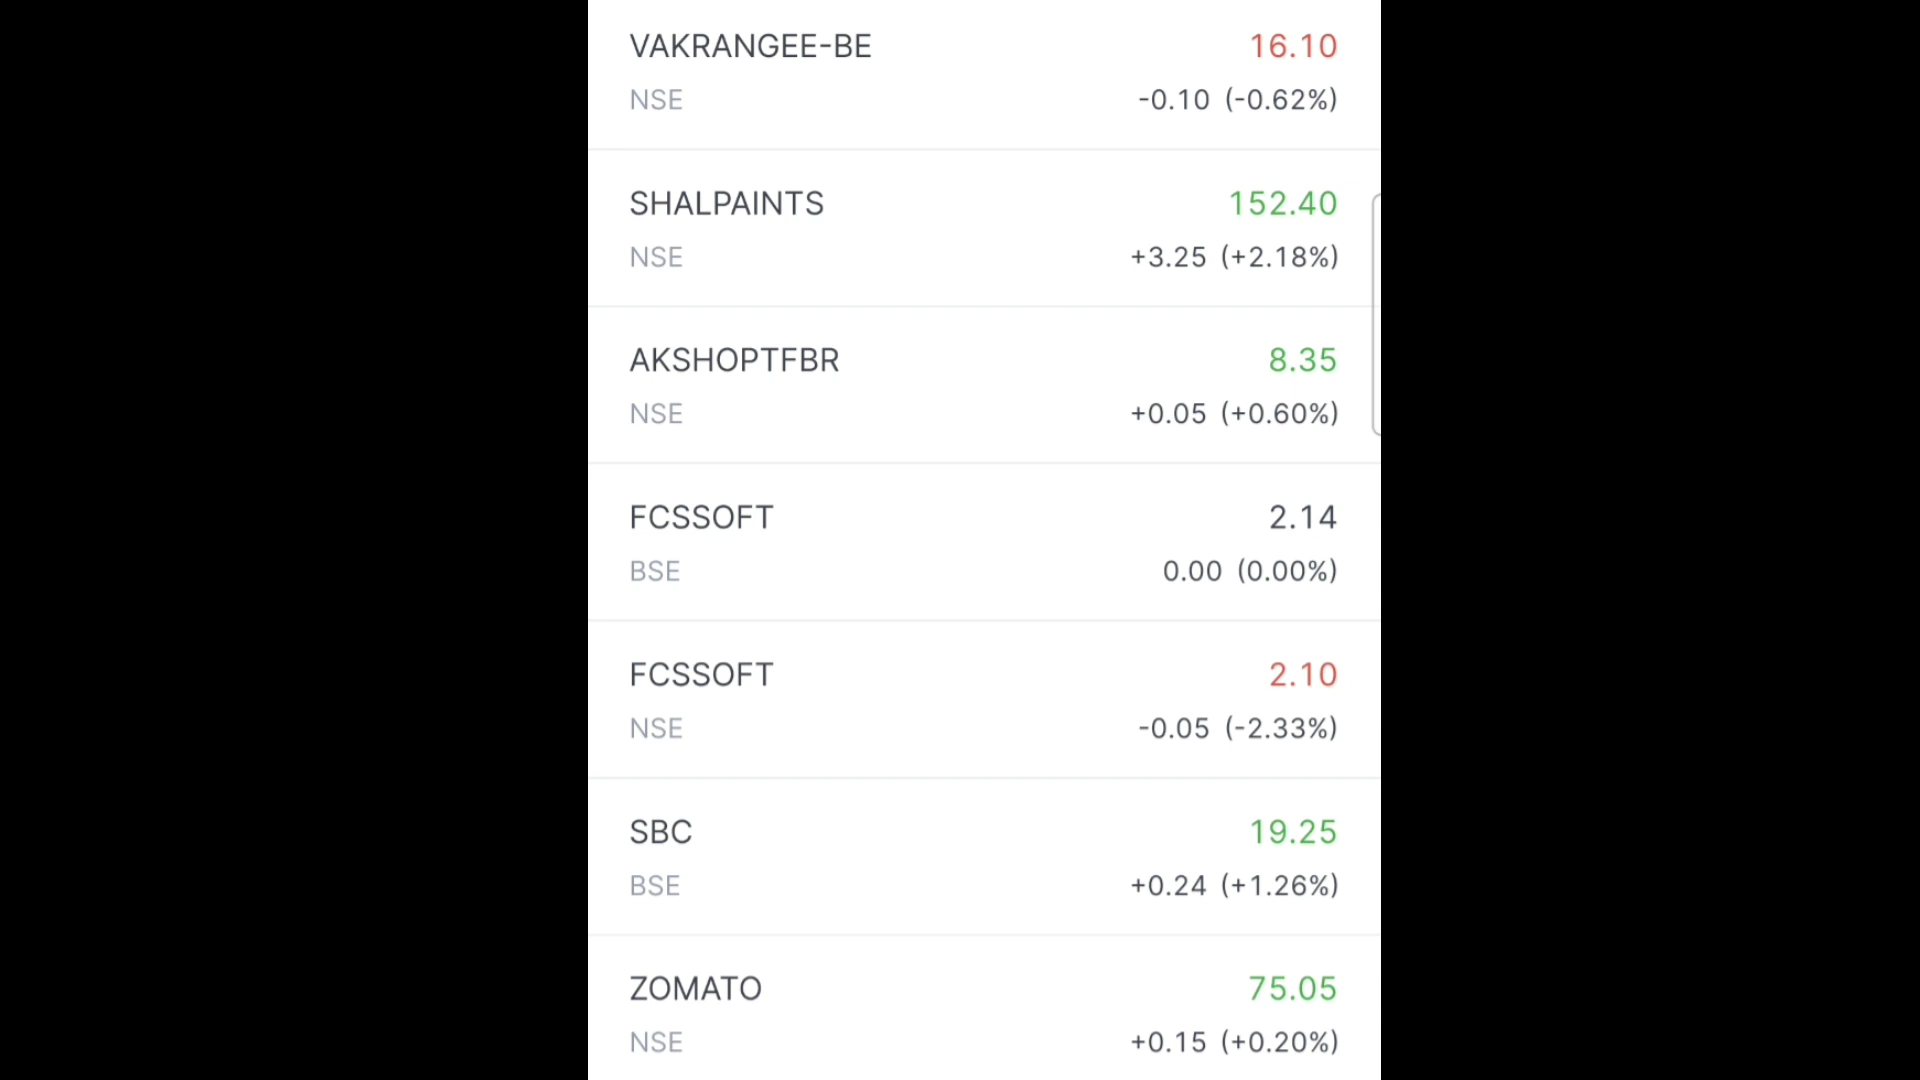 VAKRANGEE-BE 16.10
NSE -0.10 (-0.62%)
SHALPAINTS 152.40
NSE +3.25 (+2.18%)
AKSHOPTFBR 8.35
NSE +0.05 (+0.60%)
FCSSOFT 2.14
BSE 0.00 (0.00%)
FCSSOFT 2.10
NSE -0.05 (-2.33%)
SBC 19.25
BSE +0.24 (+1.26%)
ZOMATO 75.05
NSE +0.15 (+0.20%)